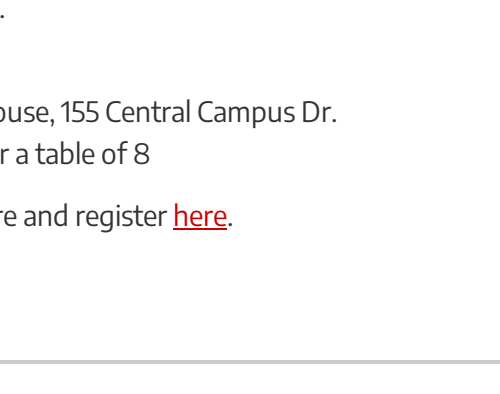 .
ouse, 155 Central Campus Dr.
r a table of 8
re and register here.